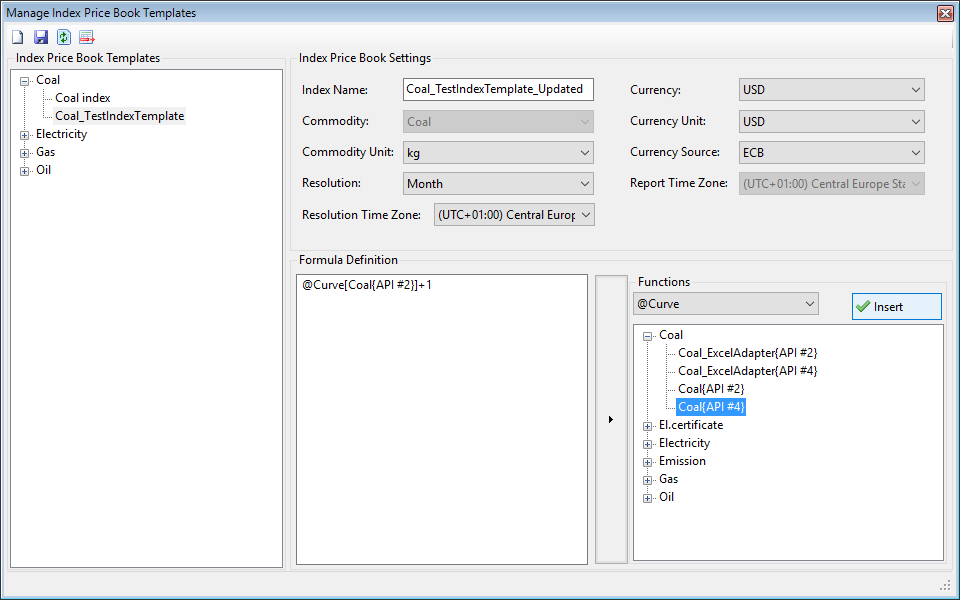 Manage Index Price Book Templates
Index Price Book Templates
Coal
Coal index
Coal_TestIndexTemplate
Electricity
Gas
Oil
Index Price Book Settings
Index Name: Coal_TestIndexTemplate_Updated
Commodity: Coal
Commodity Unit: kg
Resolution: Month
Resolution Time Zone: (UTC+01:00) Central Europ
Currency: USD
Currency Unit: USD
Currency Source: ECB
Report Time Zone: (UTC+01:00) Central Europe Sta
Formula Definition
@Curve[Coal{API #2}]+1
Functions
@Curve
Insert
Coal
Coal_ExcelAdapter{API #2}
Coal_ExcelAdapter{API #4}
Coal{API #2}
Coal{API #4}
El.certificate
Electricity
Emission
Gas
Oil